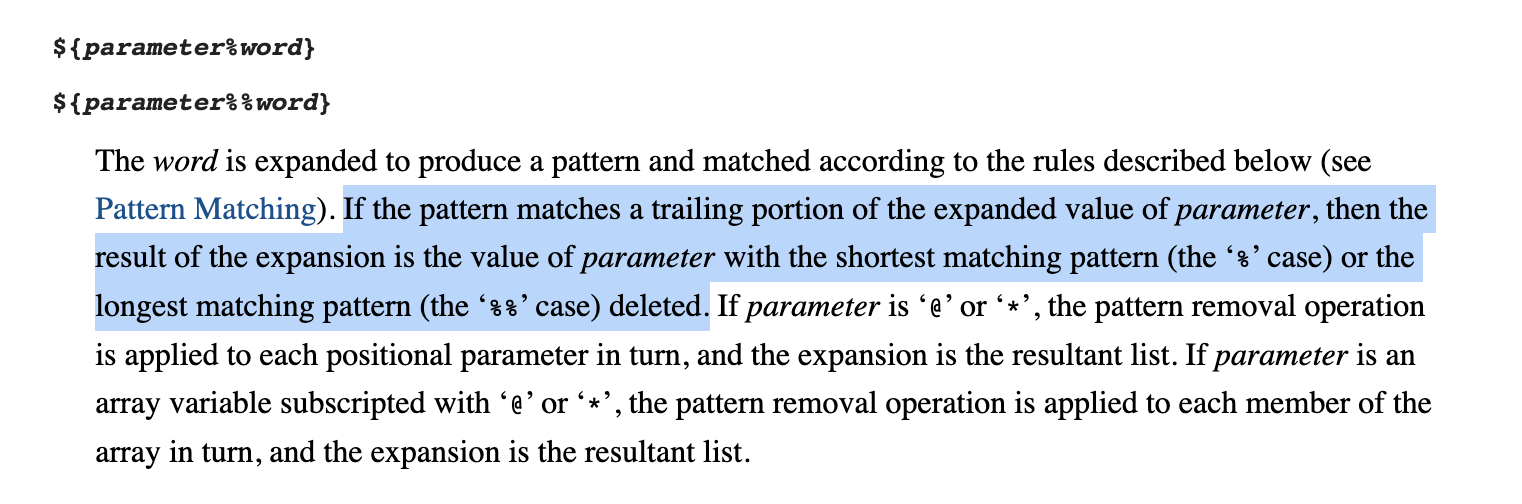 ${parameter%word}
${parameter%%word}
The word is expanded to produce a pattern and matched according to the rules described below (see
Pattern Matching). If the pattern matches a trailing portion of the expanded value of parameter, then the
result of the expansion is the value of parameter with the shortest matching pattern (the ‘%’ case) or the
longest matching pattern (the ‘%%’ case) deleted. If parameter is ‘@’ or ‘*’, the pattern removal operation
is applied to each positional parameter in turn, and the expansion is the resultant list. If parameter is an
array variable subscripted with ‘@’ or ‘*’, the pattern removal operation is applied to each member of the
array in turn, and the expansion is the resultant list.